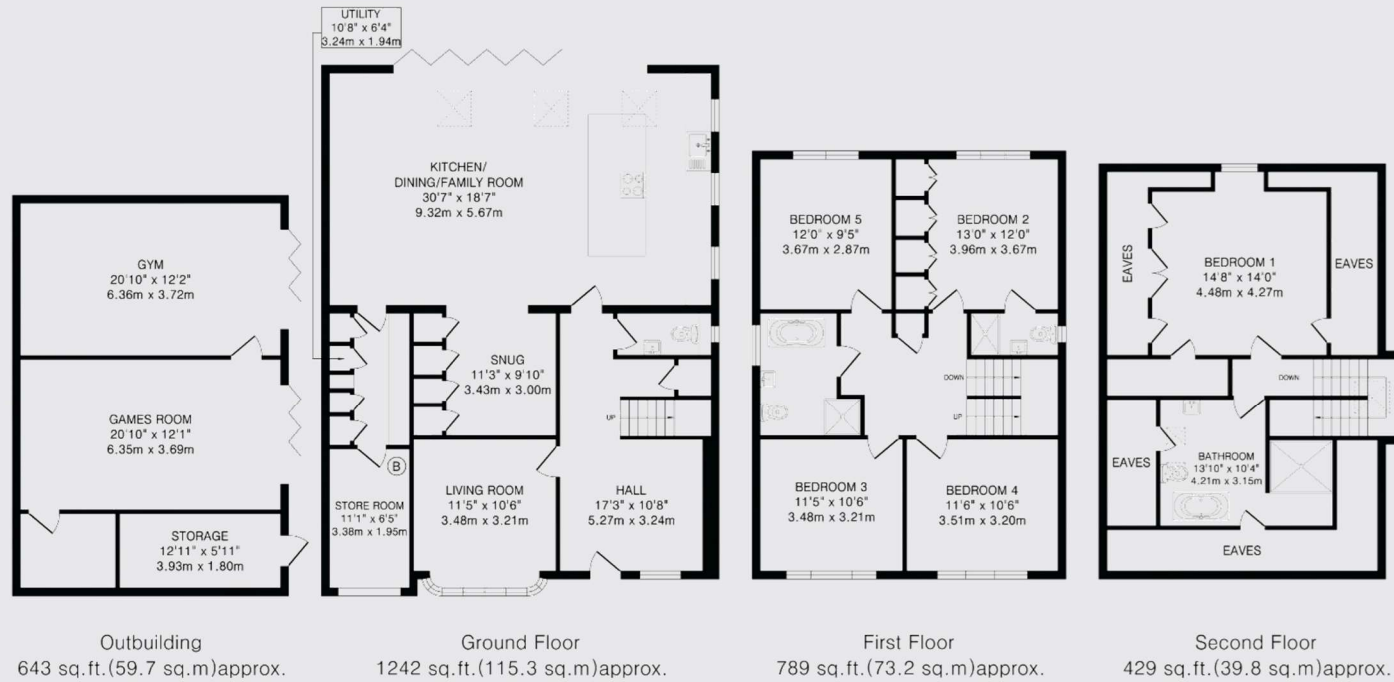 UTILITY
10'8" x 6'4"
3.24m x 1.94m
KITCHEN/
DINING/FAMILY ROOM
30'7" x 18'7"
9.32m x 5.67m
GYM
20'10" x 12'2"
6.36m x 3.72m
GAMES ROOM
20'10" x 12'1"
6.35m x 3.69m
STORAGE
12'11" x 5'11"
3.93m x 1.80m
SNUG
11'3" x 9'10"
3.43m x 3.00m
UP
B
STORE ROOM
11'1" x 6'5"
3.38m x 1.95m
LIVING ROOM
11'5" x 10'6"
3.48m x 3.21m
HALL
17'3" x 10'8"
5.27m x 3.24m
BEDROOM 5
12'0" x 9'5"
3.67m x 2.87m
BEDROOM 2
13'0" x 12'0"
3.96m x 3.67m
DOWN
UP
BEDROOM 3
11'5" x 10'6"
3.48m x 3.21m
BEDROOM 4
11'6" x 10'6"
3.51m x 3.20m
EAVES
BEDROOM 1
14'8" x 14'0"
4.48m x 4.27m
EAVES
DOWN
EAVES
BATHROOM
13'10" x 10'4"
4.21m x 3.15m
EAVES
Outbuilding
643 sq.ft.(59.7 sq.m)approx.
Ground Floor
1242 sq.ft.(115.3 sq.m)approx.
First Floor
789 sq.ft.(73.2 sq.m)approx.
Second Floor
429 sq.ft.(39.8 sq.m)approx.